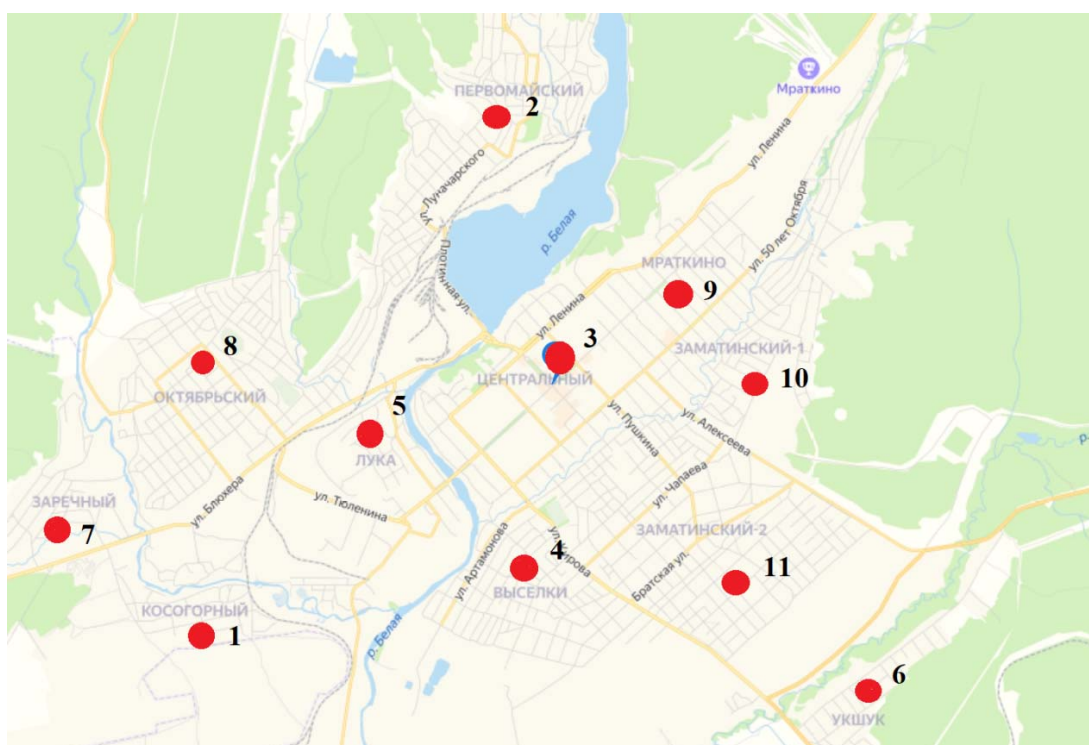 2
ПЕРВОМАЙСКИЙ
Мраткино
ул. Ленина
ул. Луначарского
ул. 50 лет Октября
р. Белая
Плотинная ул.
МРАТКИНО
9
ул. Ленина
3
8
ЗАМАТИНСКИЙ-1
10
ЦЕНТРАЛЬНЫЙ
ОКТЯБРЬСКИЙ
5
ул. Пушкина
ул. Алексеева
р.
ЛУКА
ул. Блюхера
ул. Чапаева
ул. Тюленина
ЗАРЕЧНЫЙ
7
ул. Артамонова
ул. Кирова
ЗАМАТИНСКИЙ-2
4
Братская ул.
11
ВЫСЕЛКИ
КОСОГОРНЫЙ
1
р. Белая
6
УКШУК